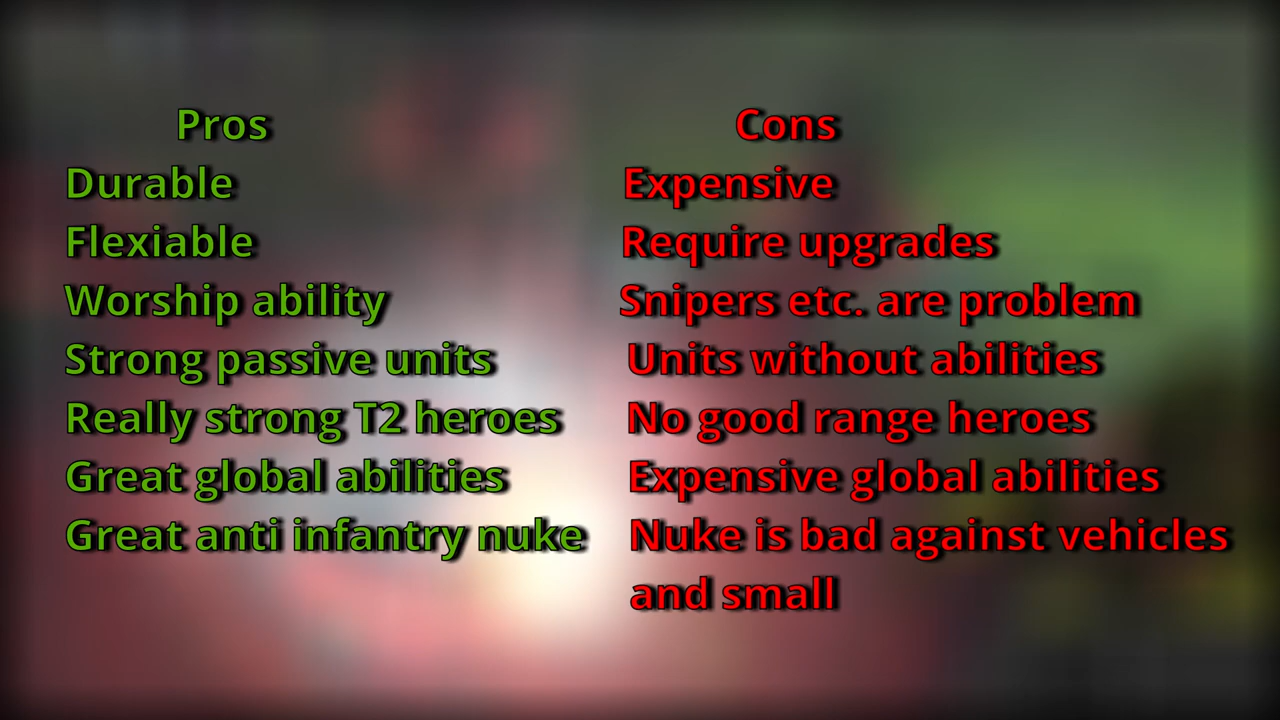 Pros
Durable
Flexiable
Worship ability
Strong passive units
Really strong T2 heroes
Great global abilities
Great anti infantry nuke
Cons
Expensive
Require upgrades
Snipers etc. are problem
Units without abilities
No good range heroes
Expensive global abilities
Nuke is bad against vehicles
and small